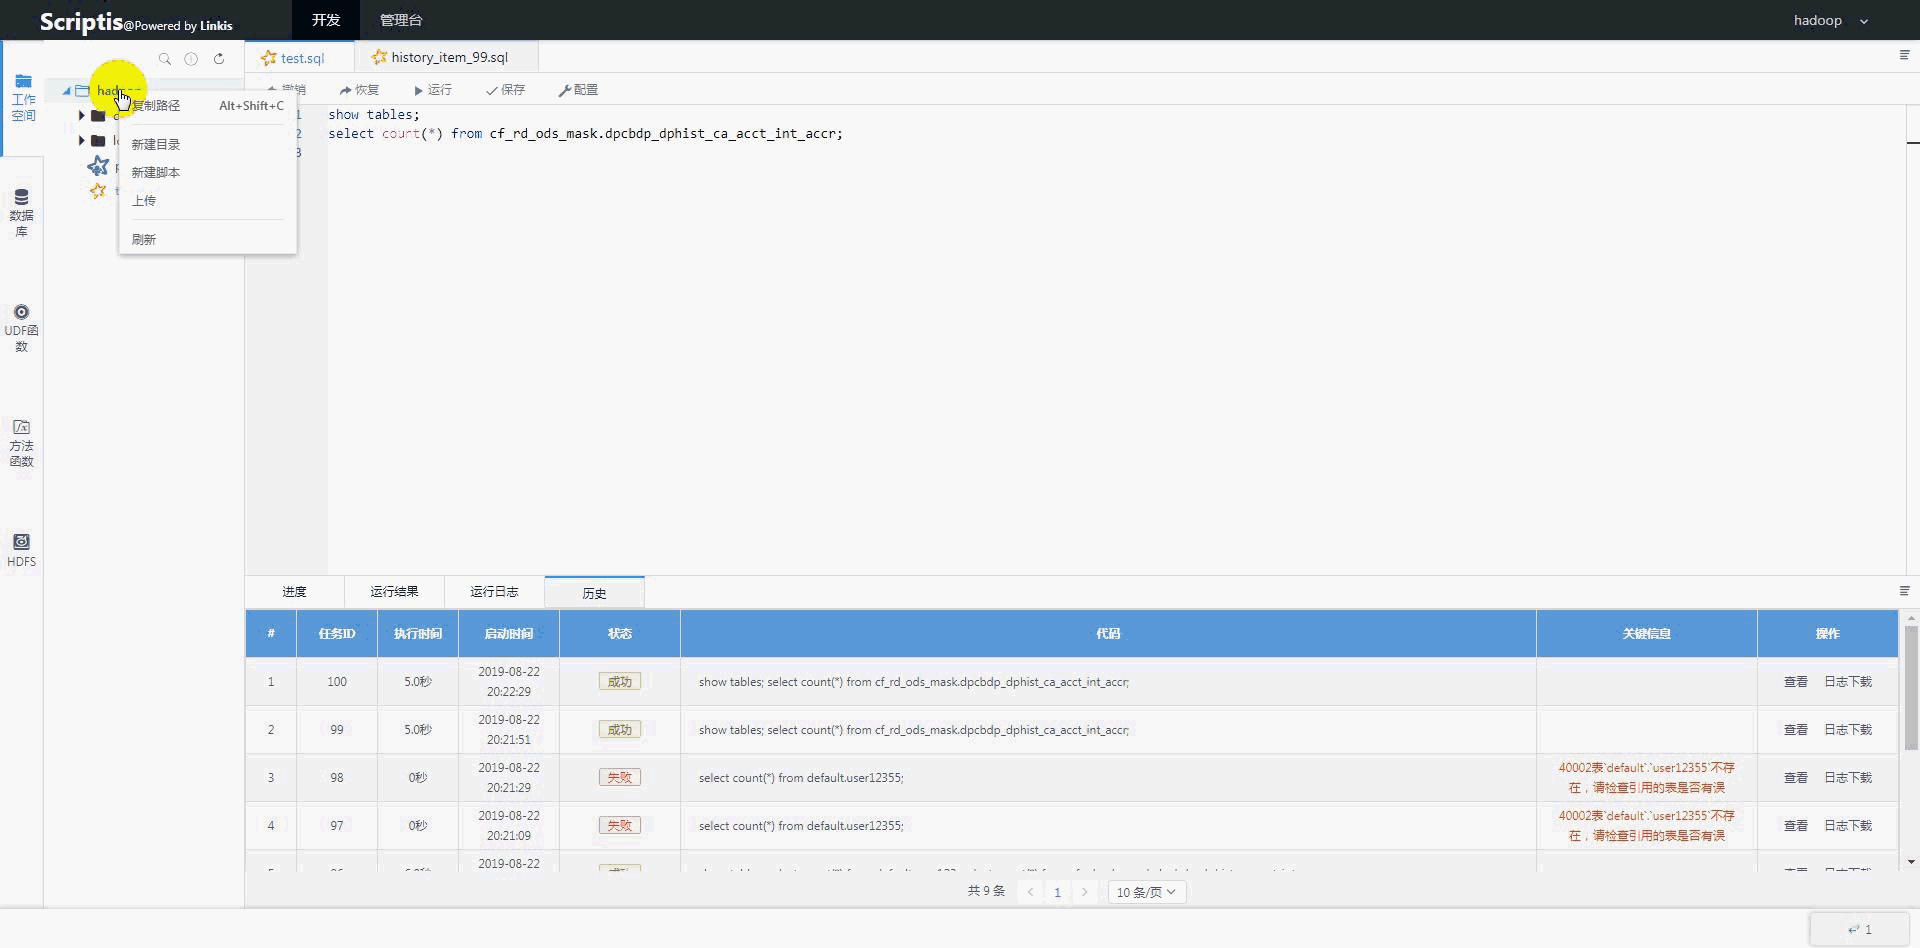 Scriptis@Powered by Linkis
开发
管理台
hadoop
工作
空间
数据
库
UDF函
数
方法
函数
HDFS
复制路径 Alt+Shift+C
新建目录
新建脚本
上传
刷新
test.sql
history_item_99.sql
恢复
运行
保存
配置
1 show tables;
2 select count(*) from cf_rd_ods_mask.dpcbdp_dphist_ca_acct_int_accr;
3
进度
运行结果
运行日志
历史
# 任务ID 执行时间 启动时间 状态 代码 关键信息 操作
1 100 5.0秒 2019-08-22 20:22:29 成功 show tables; select count(*) from cf_rd_ods_mask.dpcbdp_dphist_ca_acct_int_accr; 查看 日志下载
2 99 5.0秒 2019-08-22 20:21:51 成功 show tables; select count(*) from cf_rd_ods_mask.dpcbdp_dphist_ca_acct_int_accr; 查看 日志下载
3 98 0秒 2019-08-22 20:21:29 失败 select count(*) from default.user12355; 40002表`default`.`user12355`不存在，请检查引用的表是否有误 查看 日志下载
4 97 0秒 2019-08-22 20:21:09 失败 select count(*) from default.user12355; 40002表`default`.`user12355`不存在，请检查引用的表是否有误 查看 日志下载
2019-08-22
共 9 条 < 1 > 10 条/页
1